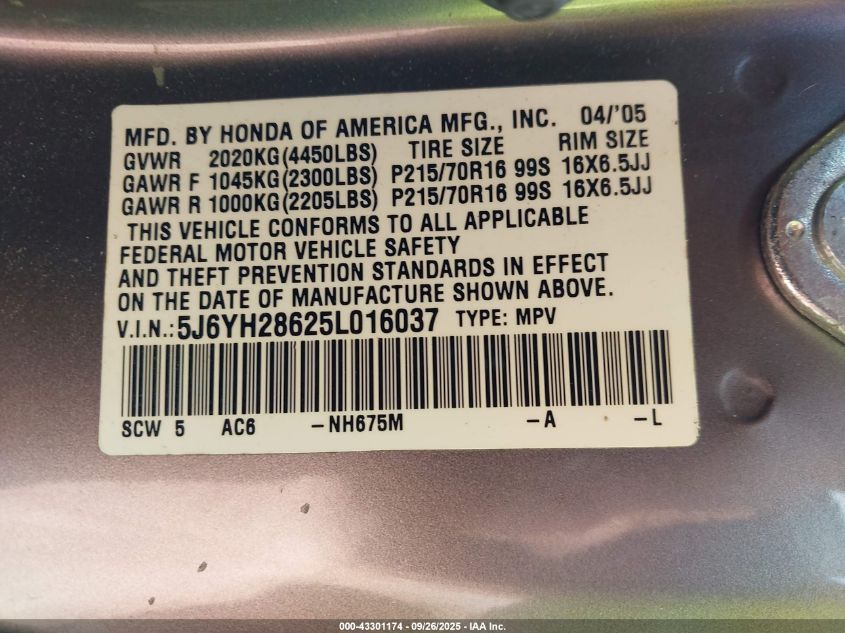 MFD. BY HONDA OF AMERICA MFG., INC. 04/'05
GVWR 2020KG(4450LBS) TIRE SIZE RIM SIZE
GAWR F 1045KG(2300LBS) P215/70R16 99S 16X6.5JJ
GAWR R 1000KG(2205LBS) P215/70R16 99S 16X6.5JJ
THIS VEHICLE CONFORMS TO ALL APPLICABLE
FEDERAL MOTOR VEHICLE SAFETY
AND THEFT PREVENTION STANDARDS IN EFFECT
ON THE DATE OF MANUFACTURE SHOWN ABOVE.
V.I.N.:5J6YH28625L016037 TYPE: MPV
SCW 5 AC6 -NH675M -A -L
000-43301174 - 09/26/2025 - IAA Inc.